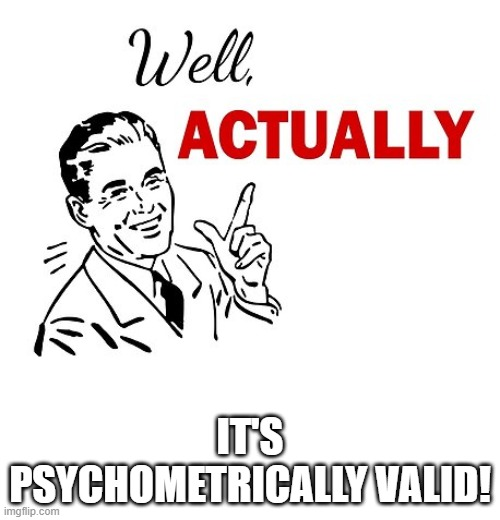 Well,
ACTUALLY
IT'S
PSYCHOMETRICALLY VALID!
imgflip.com